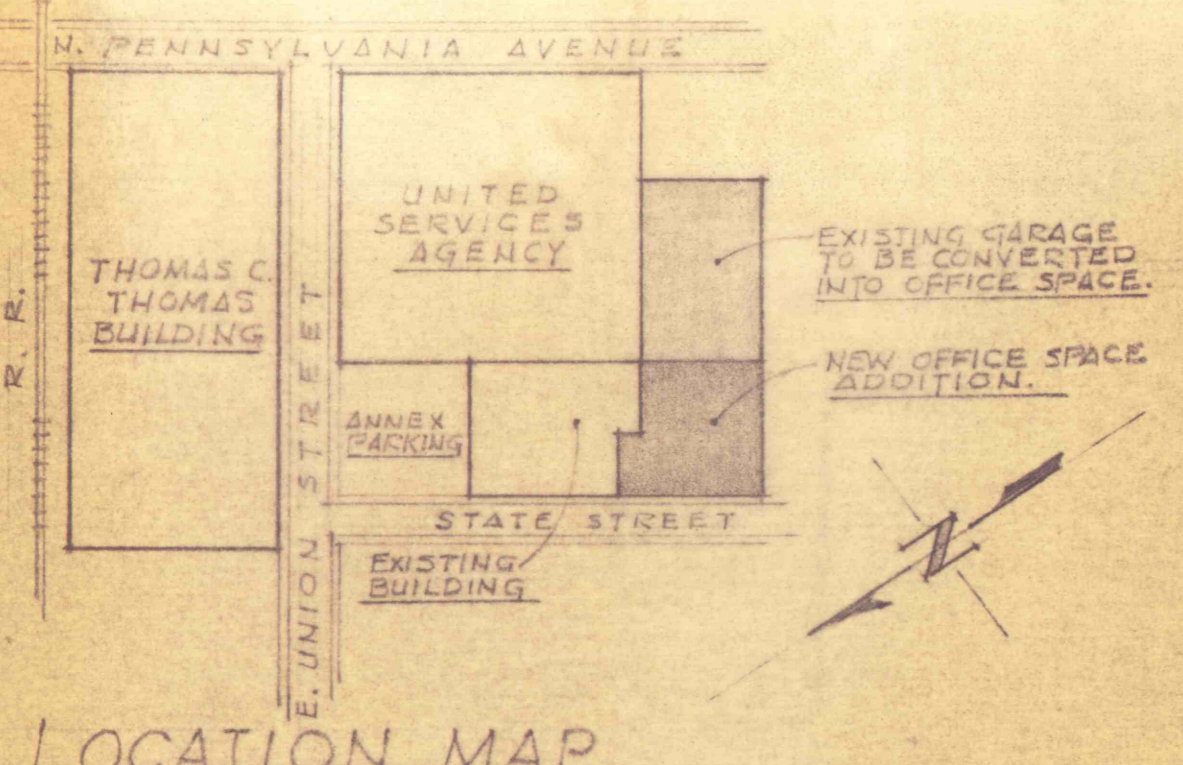 N. PENNSYLVANIA AVENUE
UNITED
SERVICES
AGENCY
THOMAS C.
THOMAS
BUILDING
R. R.
E. UNION STREET
EXISTING GARAGE
TO BE CONVERTED
INTO OFFICE SPACE.
NEW OFFICE SPACE
ADDITION.
ANNEX
PARKING
STATE STREET
EXISTING
BUILDING
N
LOCATION MAP